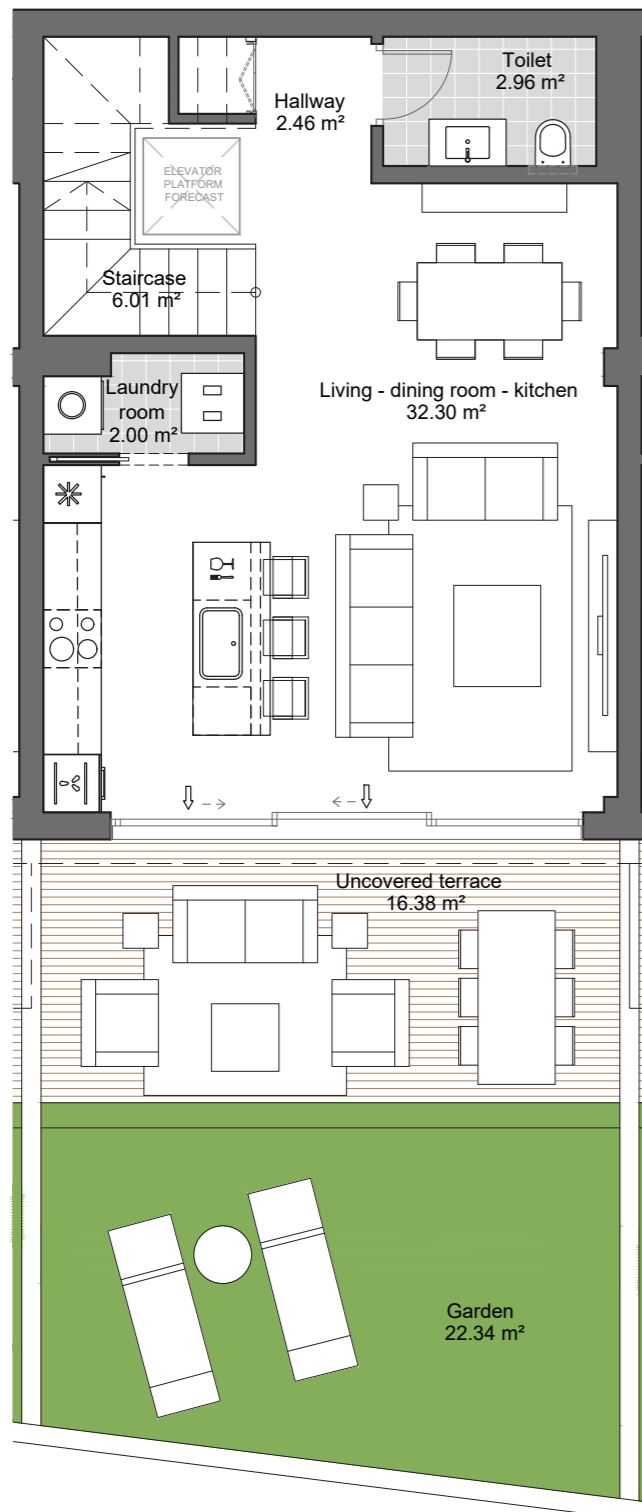 Toilet
2.96 m²
Hallway
2.46 m²
ELEVATOR
PLATFORM
FORECAST
Staircase
6.01 m²
Laundry
room
2.00 m²
Living - dining room - kitchen
32.30 m²
Uncovered terrace
16.38 m²
Garden
22.34 m²